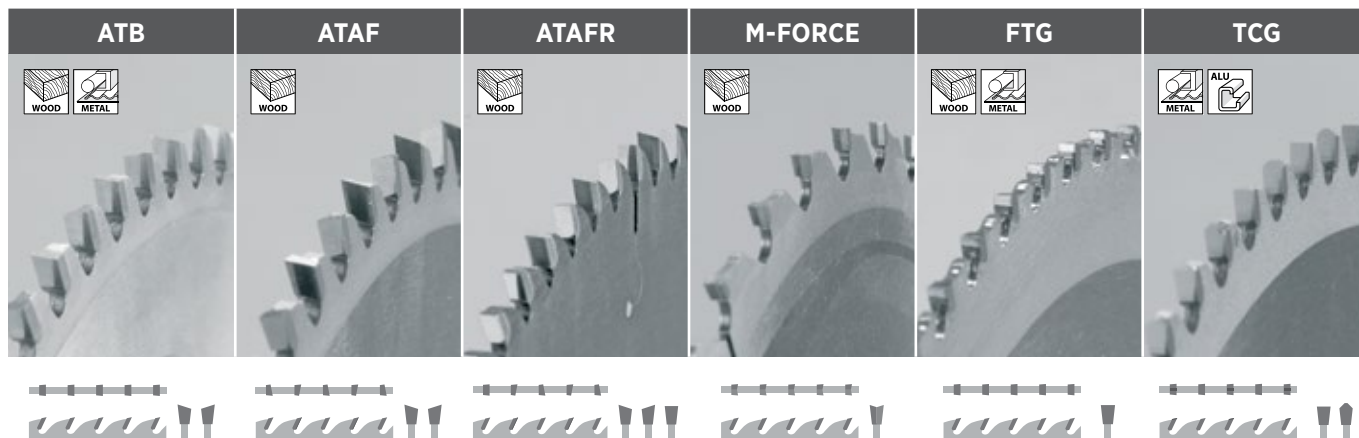 ATB
ATAF
ATAFR
M-FORCE
FTG
TCG
WOOD
METAL
WOOD
WOOD
WOOD
WOOD
METAL
METAL
ALU